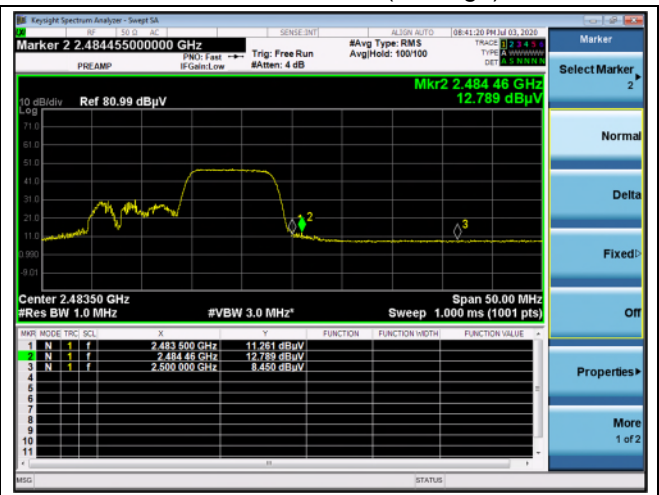 Keysight Spectrum Analyzer - Swept SA
RF 50 Ω AC SENSE:INT ALIGN AUTO 08:41:20 PM Jul 03, 2020
Marker 2 2.484455000000 GHz
PREAMP
PNO: Fast
IFGain:Low
Trig: Free Run
#Atten: 4 dB
#Avg Type: RMS
Avg|Hold: 100/100
TRACE 1 2 3 4 5 6
TYPE A WWWWW
DET A S N N N N
Mkr2 2.484 46 GHz
12.789 dBµV
10 dB/div Ref 80.99 dBµV
Log
71.0
61.0
51.0
41.0
31.0
21.0
11.0
0.990
-9.01
2
3
Center 2.48350 GHz
#Res BW 1.0 MHz
#VBW 3.0 MHz*
Span 50.00 MHz
Sweep 1.000 ms (1001 pts)
MKR MODE TRC SCL X Y FUNCTION FUNCTION WIDTH FUNCTION VALUE
1 N 1 f 2.483 500 GHz 11.261 dBµV
2 N 1 f 2.484 46 GHz 12.789 dBµV
3 N 1 f 2.500 000 GHz 8.450 dBµV
4
5
6
7
8
9
10
11
MSG STATUS
Marker
Select Marker
2
Normal
Delta
Fixed
Off
Properties
More
1 of 2